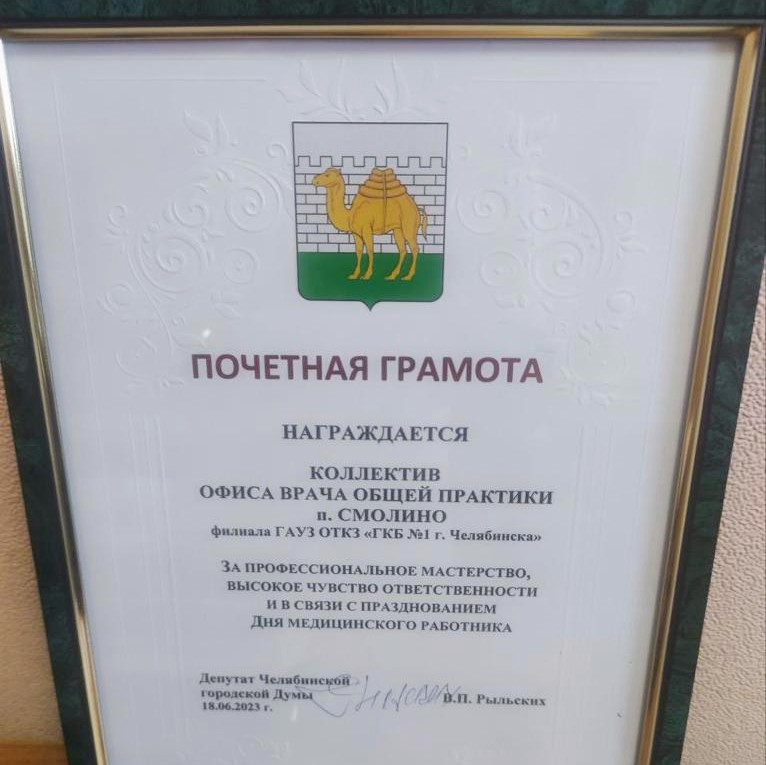 ПОЧЕТНАЯ ГРАМОТА
НАГРАЖДАЕТСЯ
КОЛЛЕКТИВ
ОФИСА ВРАЧА ОБЩЕЙ ПРАКТИКИ
п. СМОЛИНО
филиала ГАУЗ ОТКЗ «ГКБ №1 г. Челябинска»
ЗА ПРОФЕССИОНАЛЬНОЕ МАСТЕРСТВО,
ВЫСОКОЕ ЧУВСТВО ОТВЕТСТВЕННОСТИ
И В СВЯЗИ С ПРАЗДНОВАНИЕМ
ДНЯ МЕДИЦИНСКОГО РАБОТНИКА
Депутат Челябинской
городской Думы
В.П. Рыльских
18.06.2023 г.